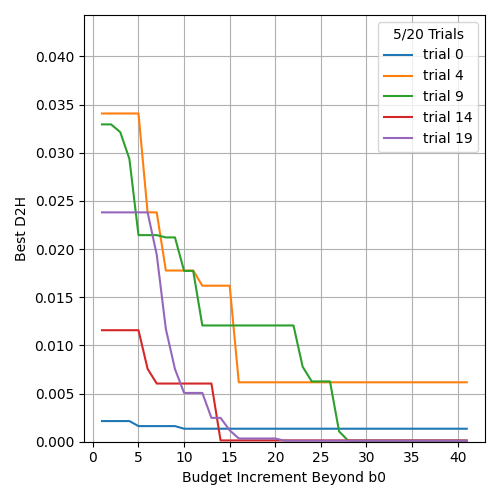 5/20 Trials
trial 0
trial 4
trial 9
trial 14
trial 19
Best D2H
0.040
0.035
0.030
0.025
0.020
0.015
0.010
0.005
0.000
0 5 10 15 20 25 30 35 40
Budget Increment Beyond b0